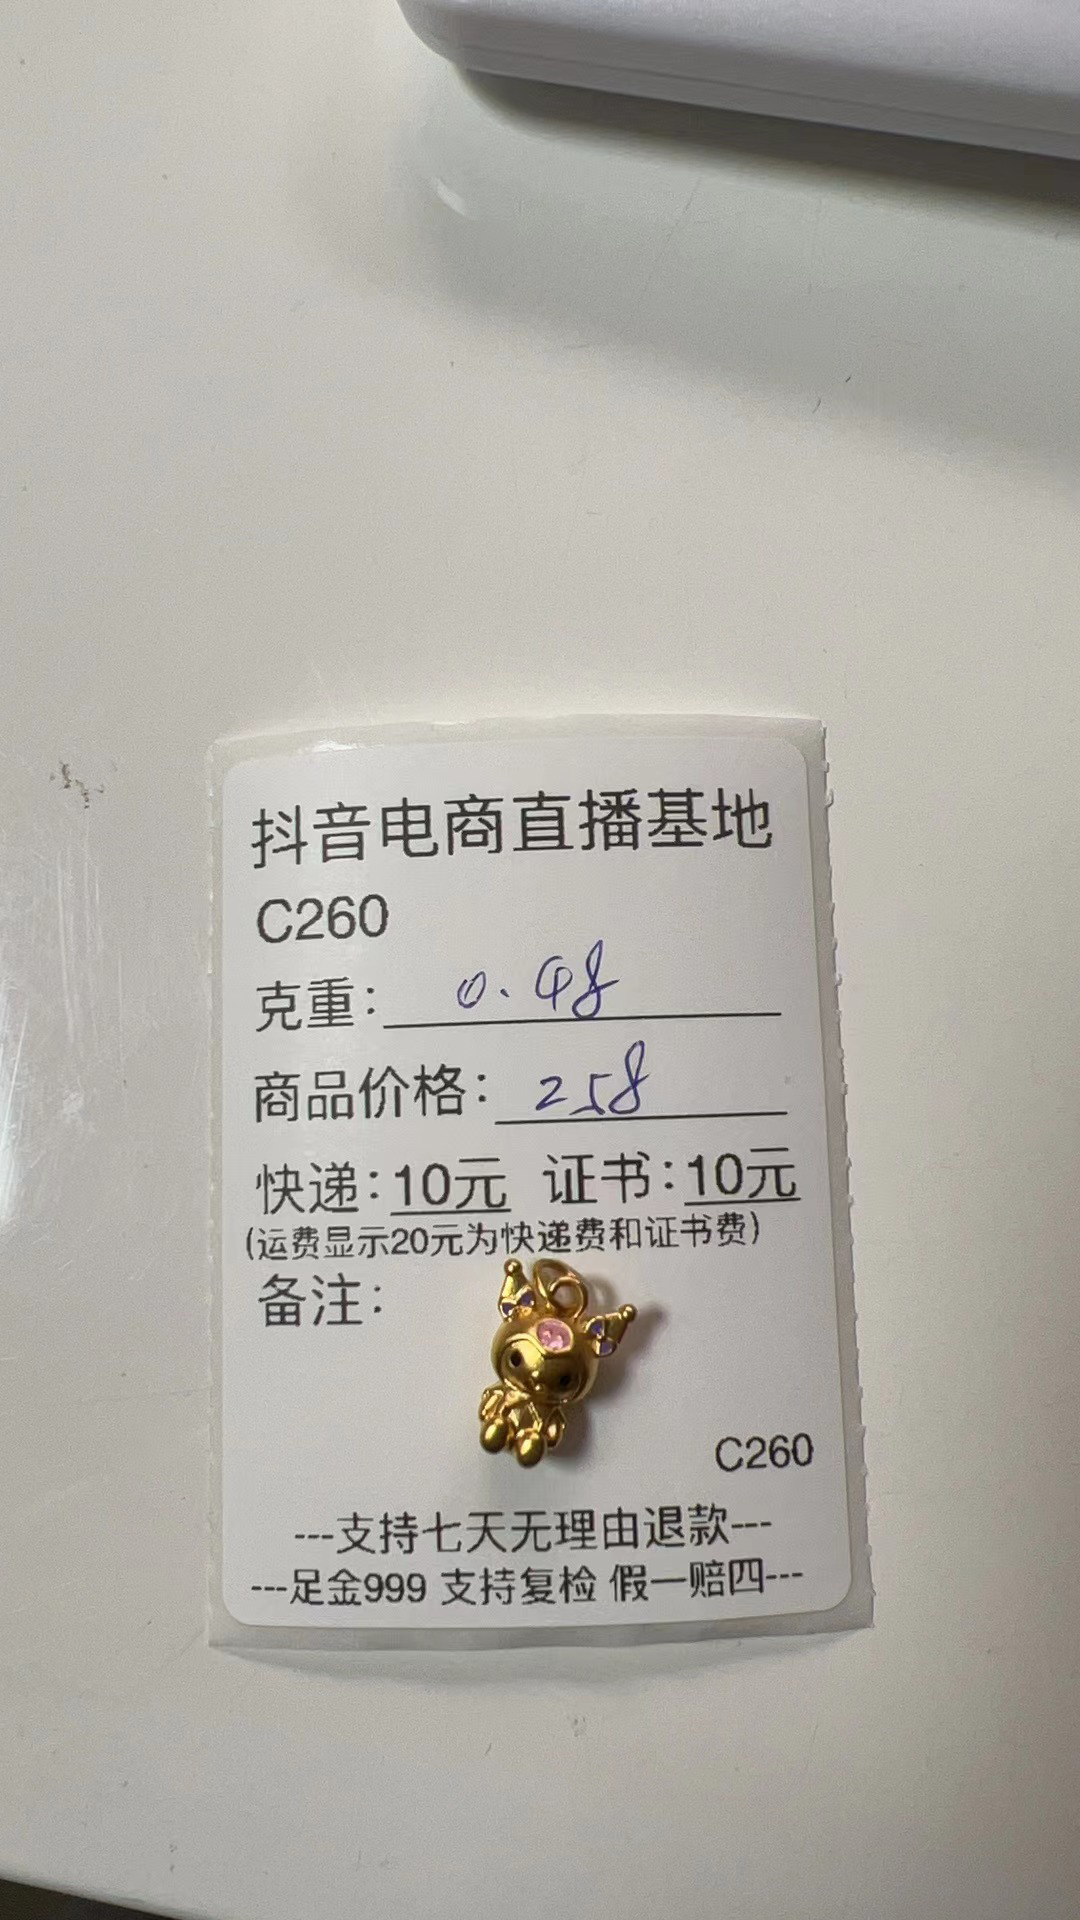 抖音电商直播基地
C260
克重：0.48
商品价格：258
快递：10元 证书：10元
(运费显示20元为快递费和证书费)
备注：
C260
---支持七天无理由退款---
---足金999 支持复检 假一赔四---